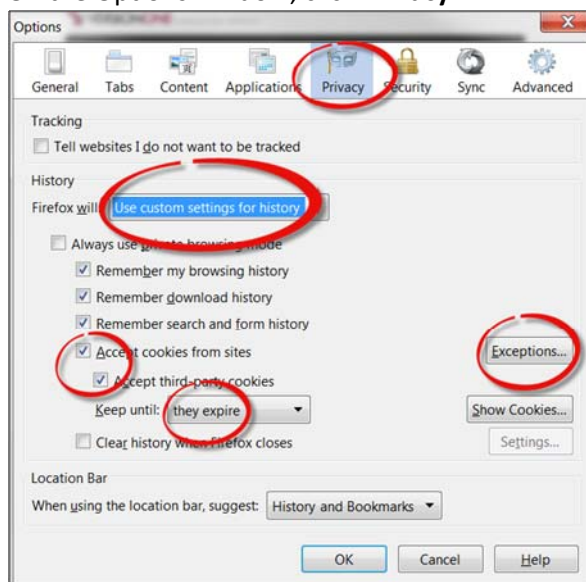 Options
General Tabs Content Applications Privacy Security Sync Advanced
Tracking
Tell websites I do not want to be tracked
History
Firefox will: Use custom settings for history
Always use private browsing mode
Remember my browsing history
Remember download history
Remember search and form history
Accept cookies from sites Exceptions...
Accept third-party cookies
Keep until: they expire Show Cookies...
Clear history when Firefox closes Settings...
Location Bar
When using the location bar, suggest: History and Bookmarks
OK Cancel Help